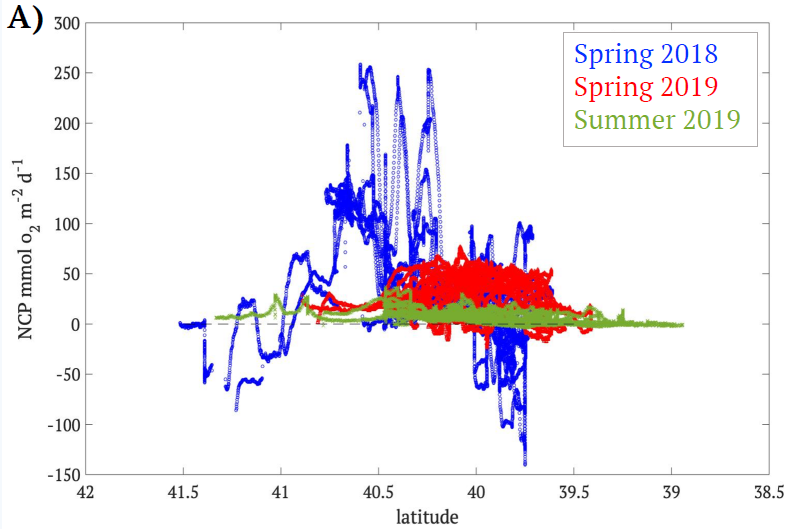 A)
300
250
200
150
100
50
0
-50
-100
-150
NCP mmol o₂ m⁻² d⁻¹
Spring 2018
Spring 2019
Summer 2019
42 41.5 41 40.5 40 39.5 39 38.5
latitude